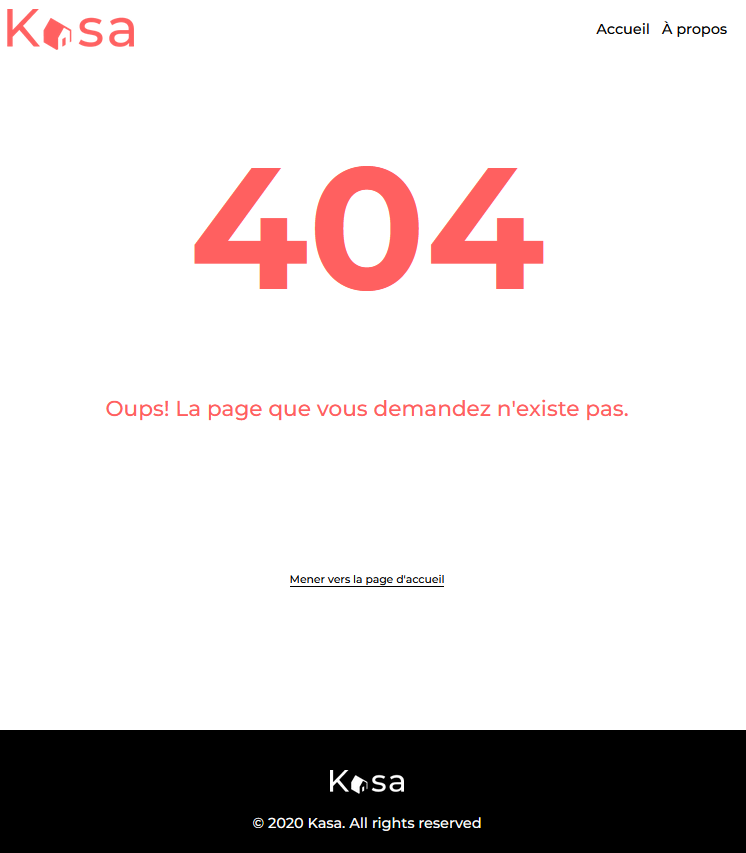 Kasa
Accueil À propos
404
Oups! La page que vous demandez n'existe pas.
Mener vers la page d'accueil
Kasa
© 2020 Kasa. All rights reserved